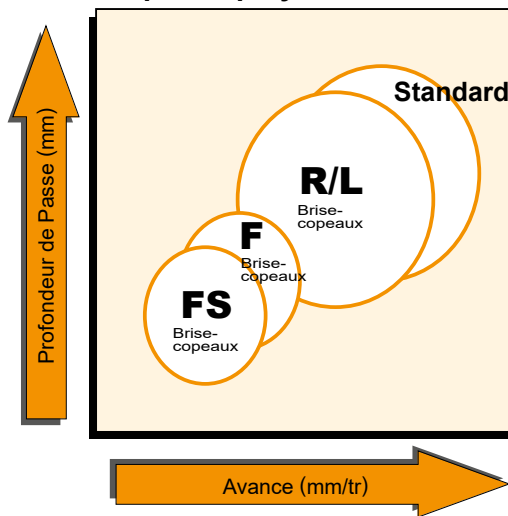 Standard
R/L
Brise-
copeaux
F
Brise-
copeaux
FS
Brise-
copeaux
Profondeur de Passe (mm)
Avance (mm/tr)